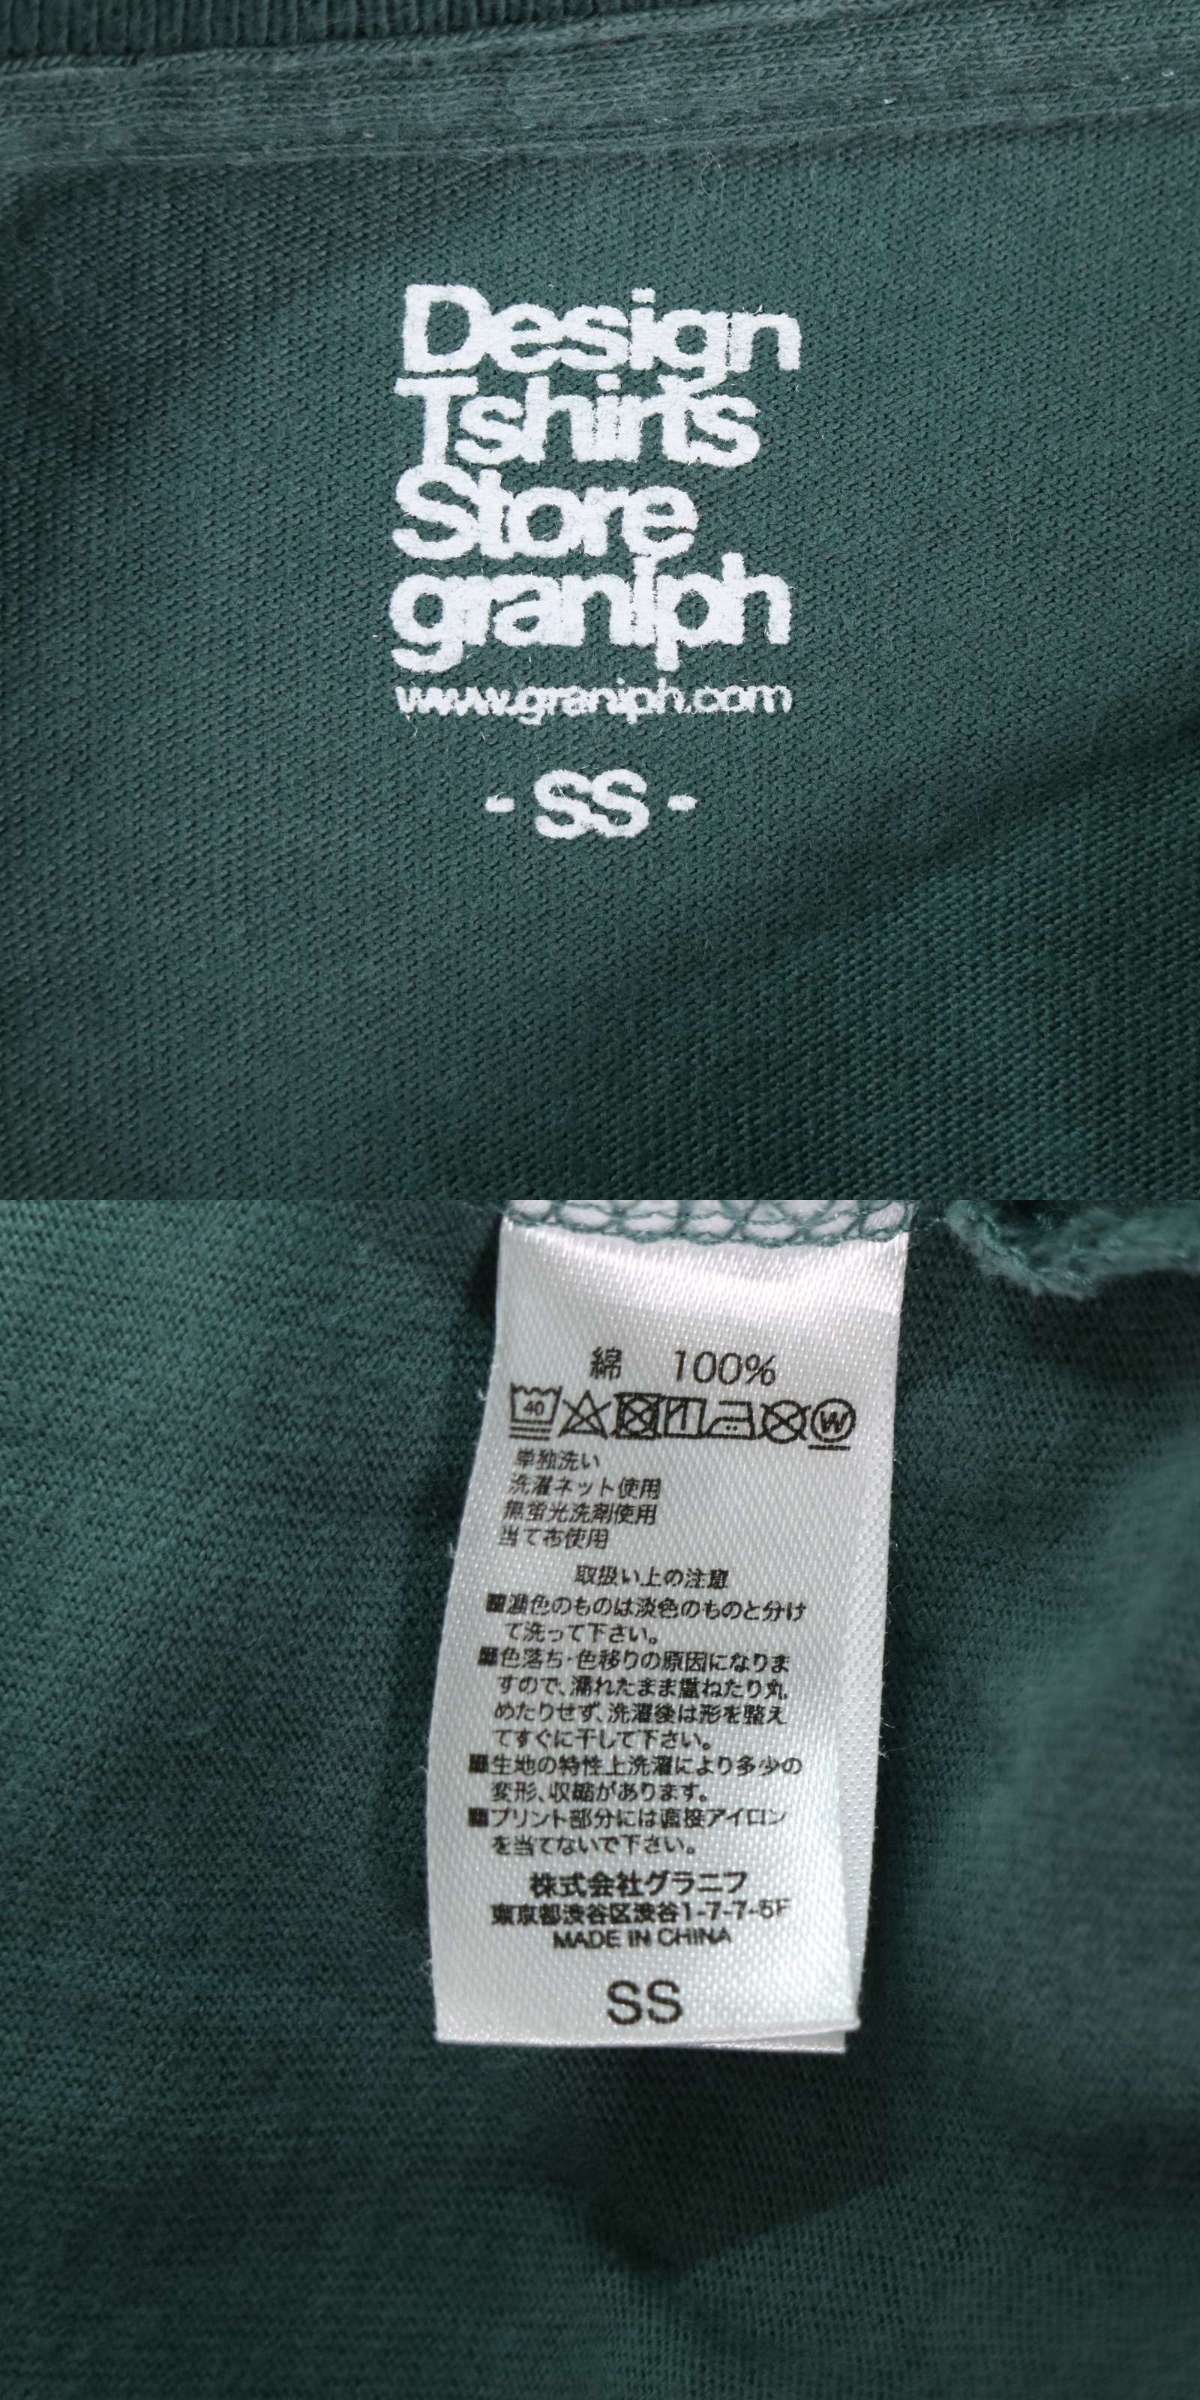 Design
Tshirts
Store
graniph
www.graniph.com
- SS -
綿 100%
40
W
単独洗い
洗濯ネット使用
無蛍光洗剤使用
当て布使用
取扱い上の注意
■濃色のものは淡色のものと分け
て洗って下さい。
■色落ち・色移りの原因になりま
すので、濡れたまま重ねたり丸
めたりせず、洗濯後は形を整え
てすぐに干して下さい。
■生地の特性上洗濯により多少の
変形、収縮があります。
■プリント部分には直接アイロン
を当てないで下さい。
株式会社グラニフ
東京都渋谷区渋谷1-7-7-5F
MADE IN CHINA
SS